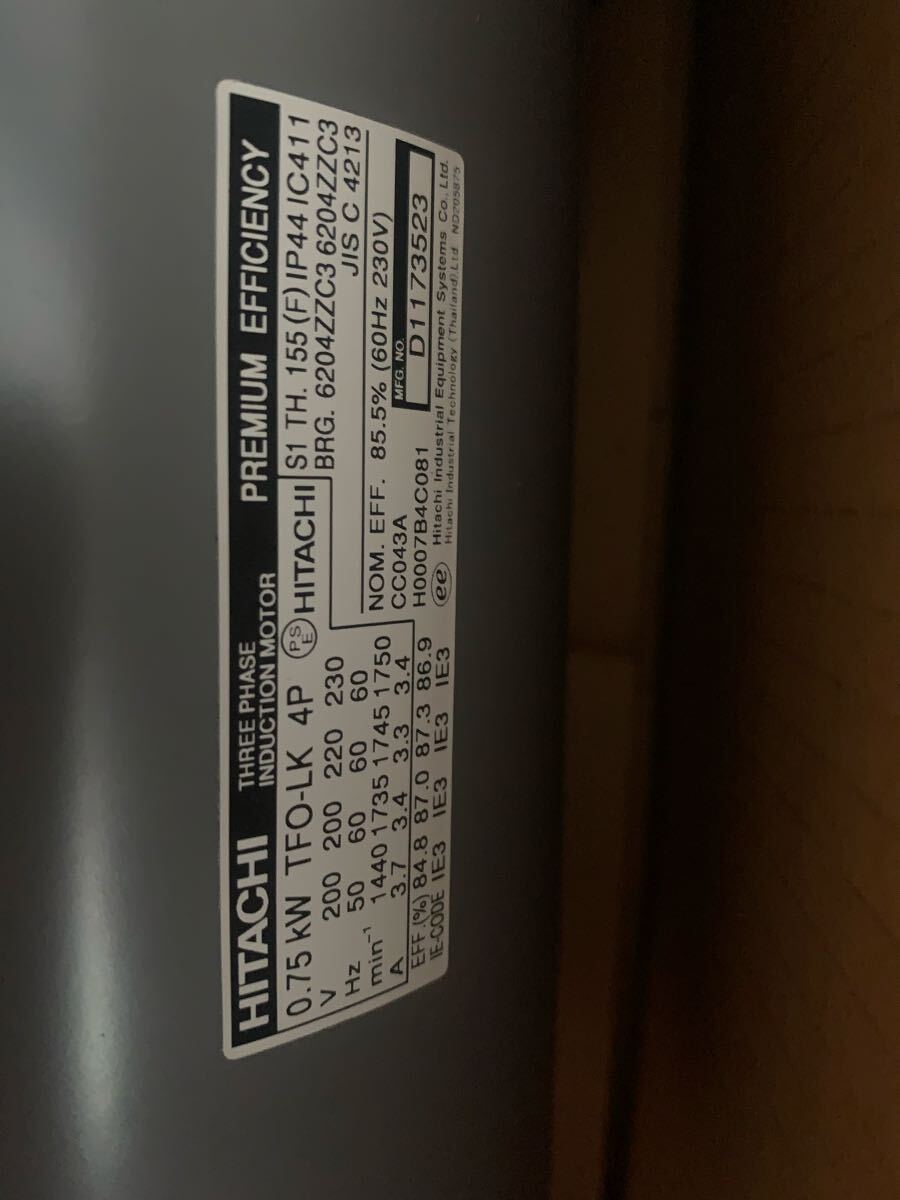 HITACHI THREE PHASE INDUCTION MOTOR PREMIUM EFFICIENCY
0.75 kW TFO-LK 4P PSE HITACHI
V 200 200 220 230
Hz 50 60 60 60
min⁻¹ 1440 1735 1745 1750
A 3.7 3.4 3.3 3.4
EFF.(%) 84.8 87.0 87.3 86.9
IE-CODE IE3 IE3 IE3 IE3
S1 TH. 155 (F) IP44 IC411
BRG. 6204ZZC3 6204ZZC3
JIS C 4213
NOM. EFF. 85.5% (60Hz 230V)
CC043A
MFG. NO. D11173523
H0007B4C081
ee Hitachi Industrial Equipment Systems Co., Ltd.
Hitachi Industrial Technology (Thailand),Ltd. ND205875